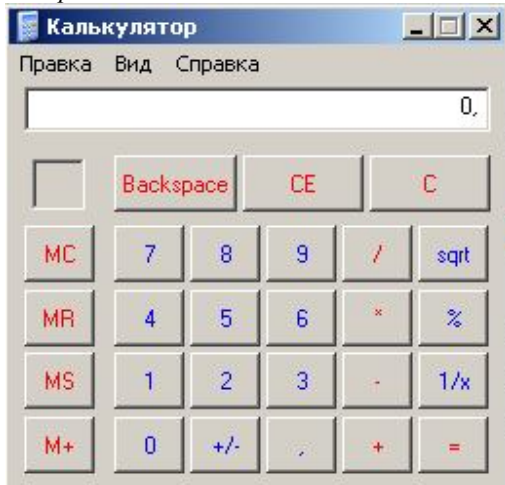 Калькулятор
Правка Вид Справка
0,
Backspace CE C
MC 7 8 9 / sqrt
MR 4 5 6 * %
MS 1 2 3 - 1/x
M+ 0 +/- , + =